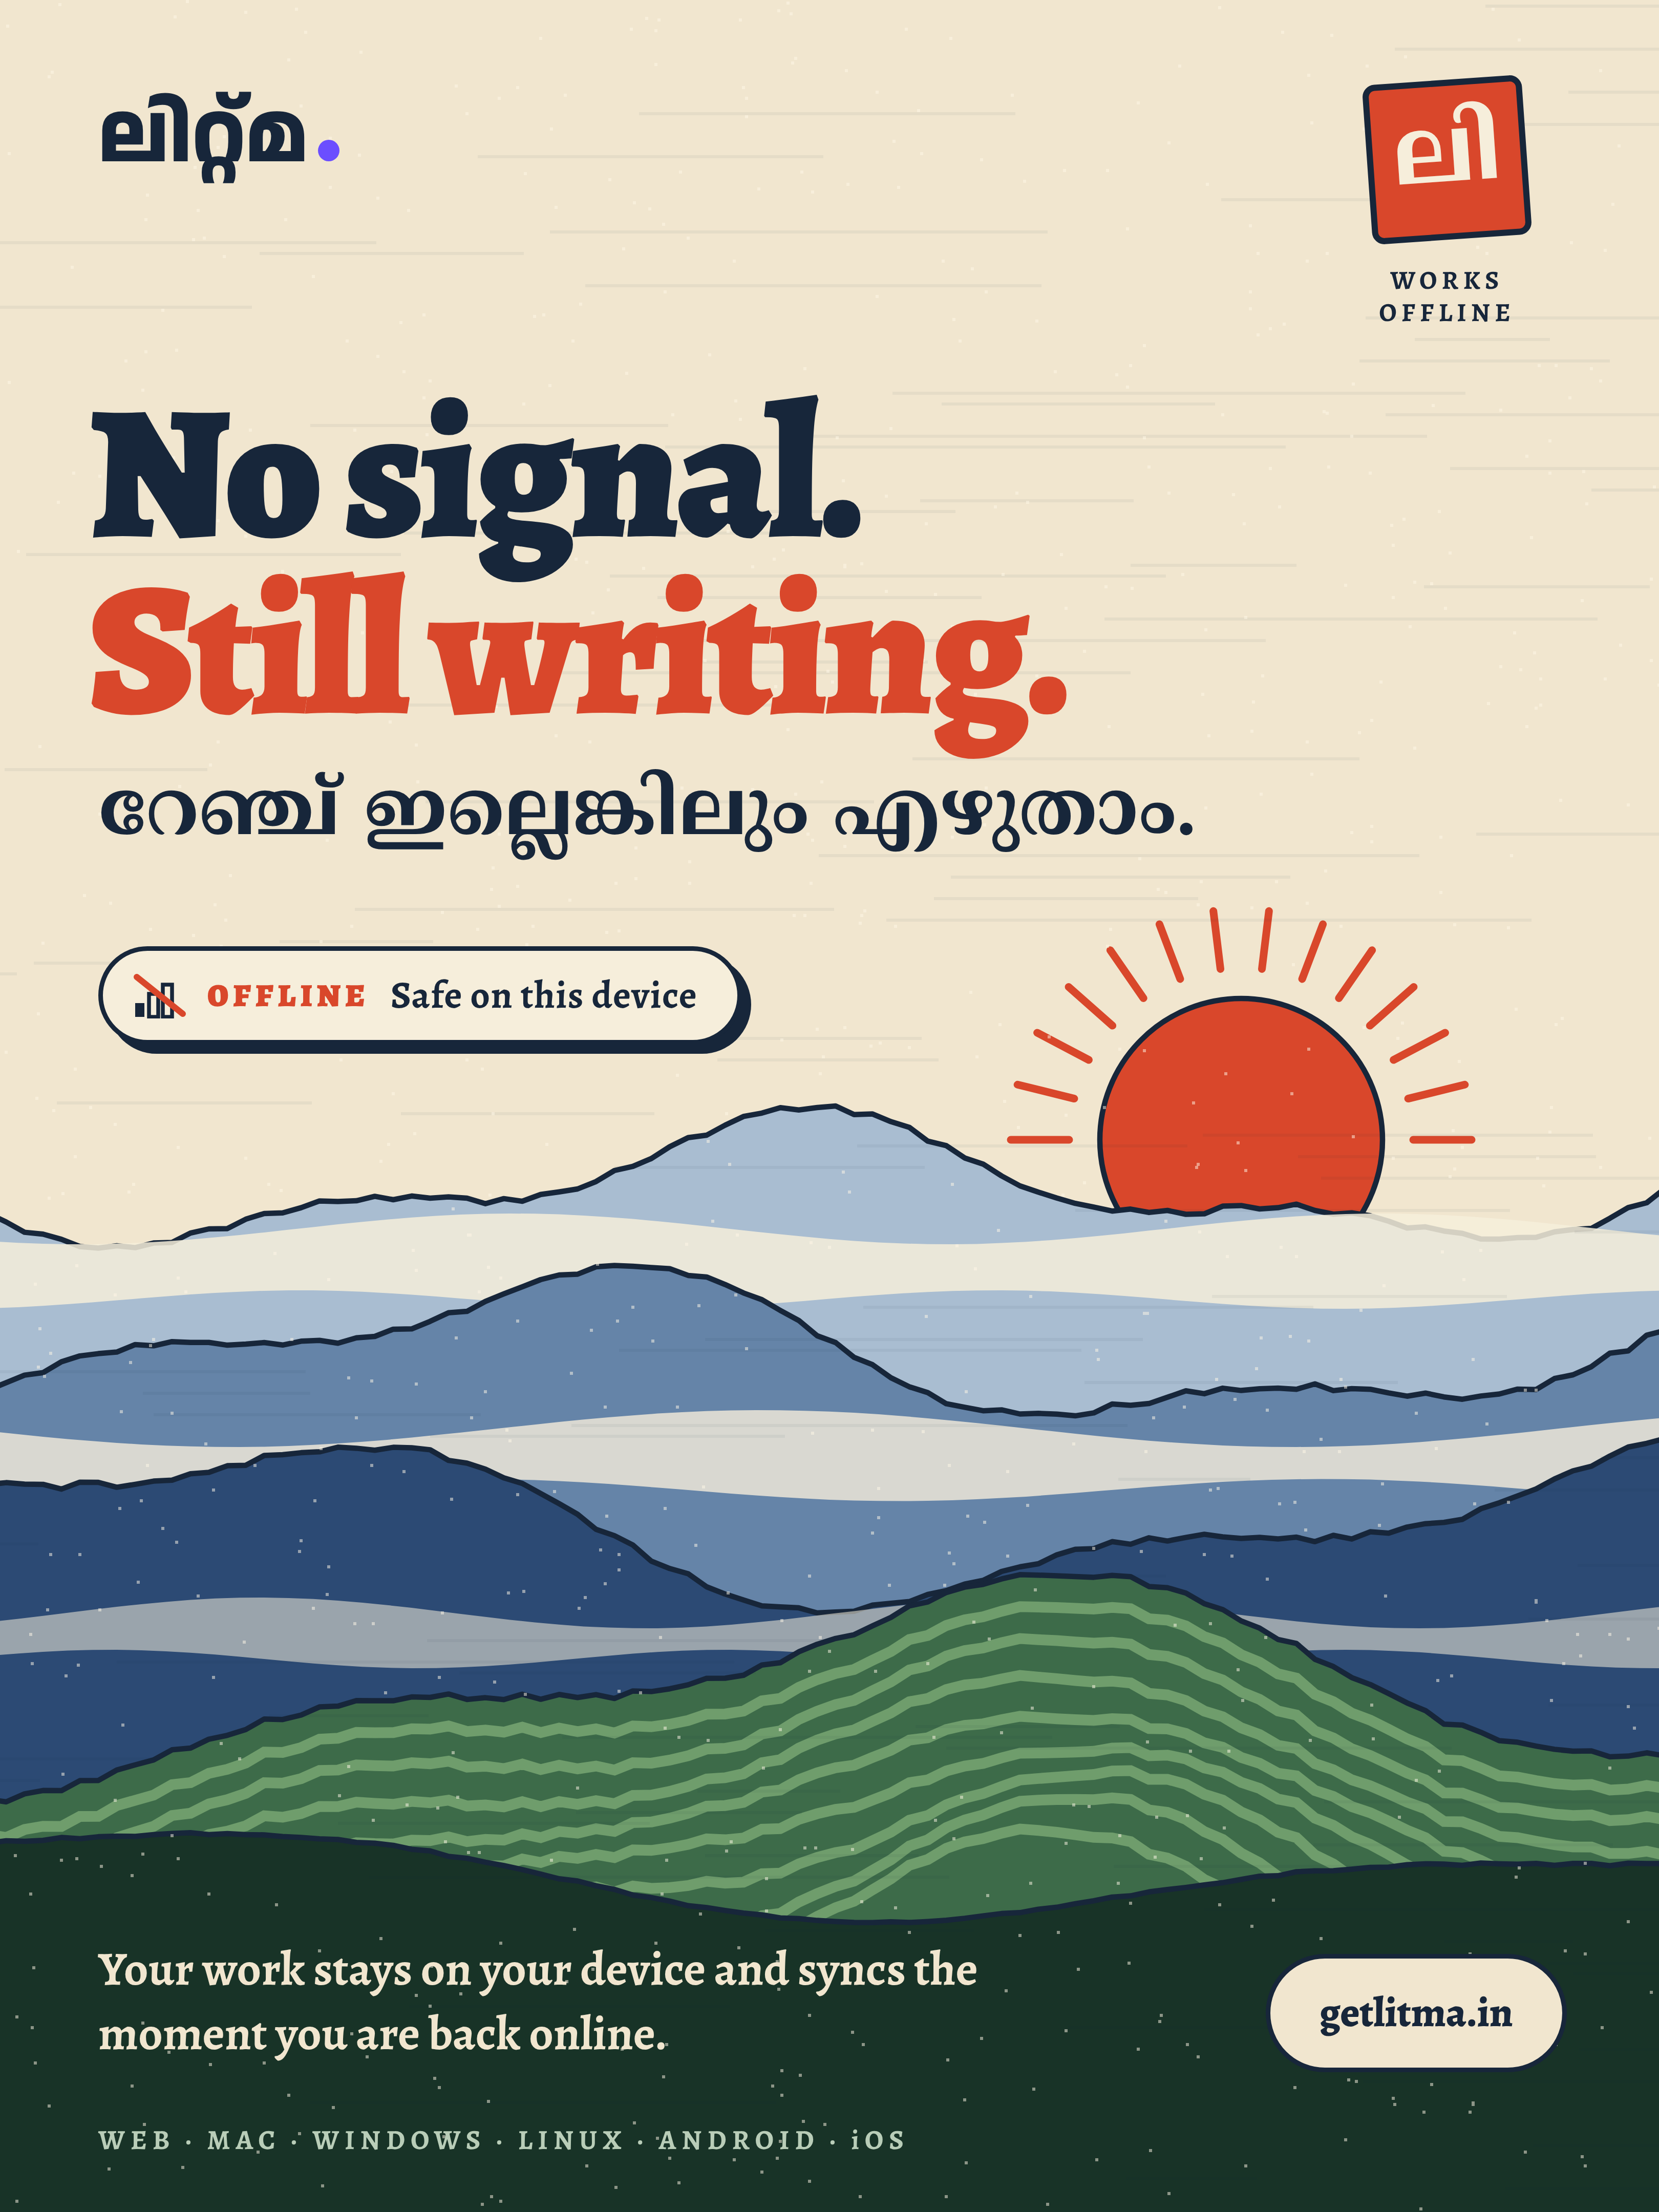 ലിറ്റ്മ.
ലി
WORKS
OFFLINE
No signal.
Still writing.
റേഞ്ച് ഇല്ലെങ്കിലും എഴുതാം.
OFFLINE Safe on this device
Your work stays on your device and syncs the
moment you are back online.
getlitma.in
WEB · MAC · WINDOWS · LINUX · ANDROID · iOS